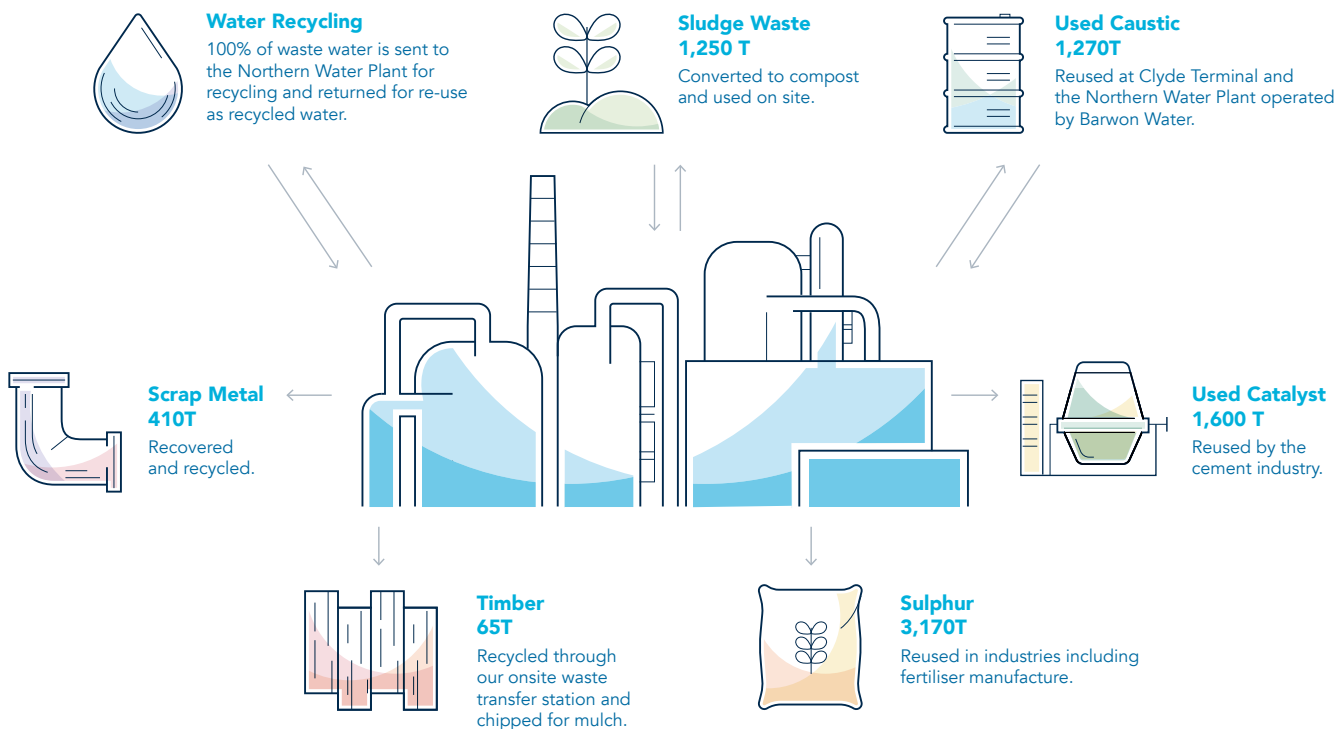 Water Recycling
100% of waste water is sent to
the Northern Water Plant for
recycling and returned for re-use
as recycled water.
Sludge Waste
1,250 T
Converted to compost
and used on site.
Used Caustic
1,270T
Reused at Clyde Terminal and
the Northern Water Plant operated
by Barwon Water.
Scrap Metal
410T
Recovered
and recycled.
Used Catalyst
1,600 T
Reused by the
cement industry.
Timber
65T
Recycled through
our onsite waste
transfer station and
chipped for mulch.
Sulphur
3,170T
Reused in industries including
fertiliser manufacture.